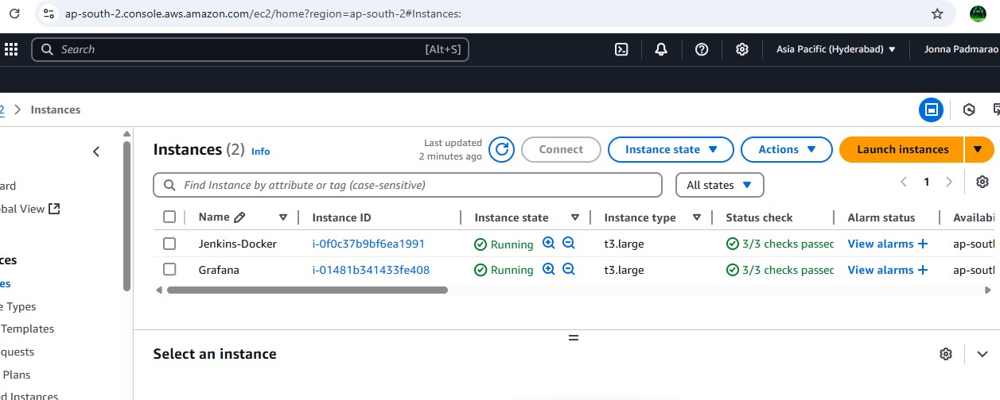 ap-south-2.console.aws.amazon.com/ec2/home?region=ap-south-2#Instances:
Search [Alt+S] Asia Pacific (Hyderabad) Jonna Padmarao
2 Instances
Instances (2) Info Last updated 2 minutes ago Connect Instance state Actions Launch instances
Find Instance by attribute or tag (case-sensitive) All states 1
Name Instance ID Instance state Instance type Status check Alarm status Availabi
Jenkins-Docker i-0f0c37b9bf6ea1991 Running t3.large 3/3 checks passec View alarms + ap-sout
Grafana i-01481b341433fe408 Running t3.large 3/3 checks passec View alarms + ap-sout
ard
bal View
ces
es
e Types
Templates
quests
Plans
d Instances
Select an instance